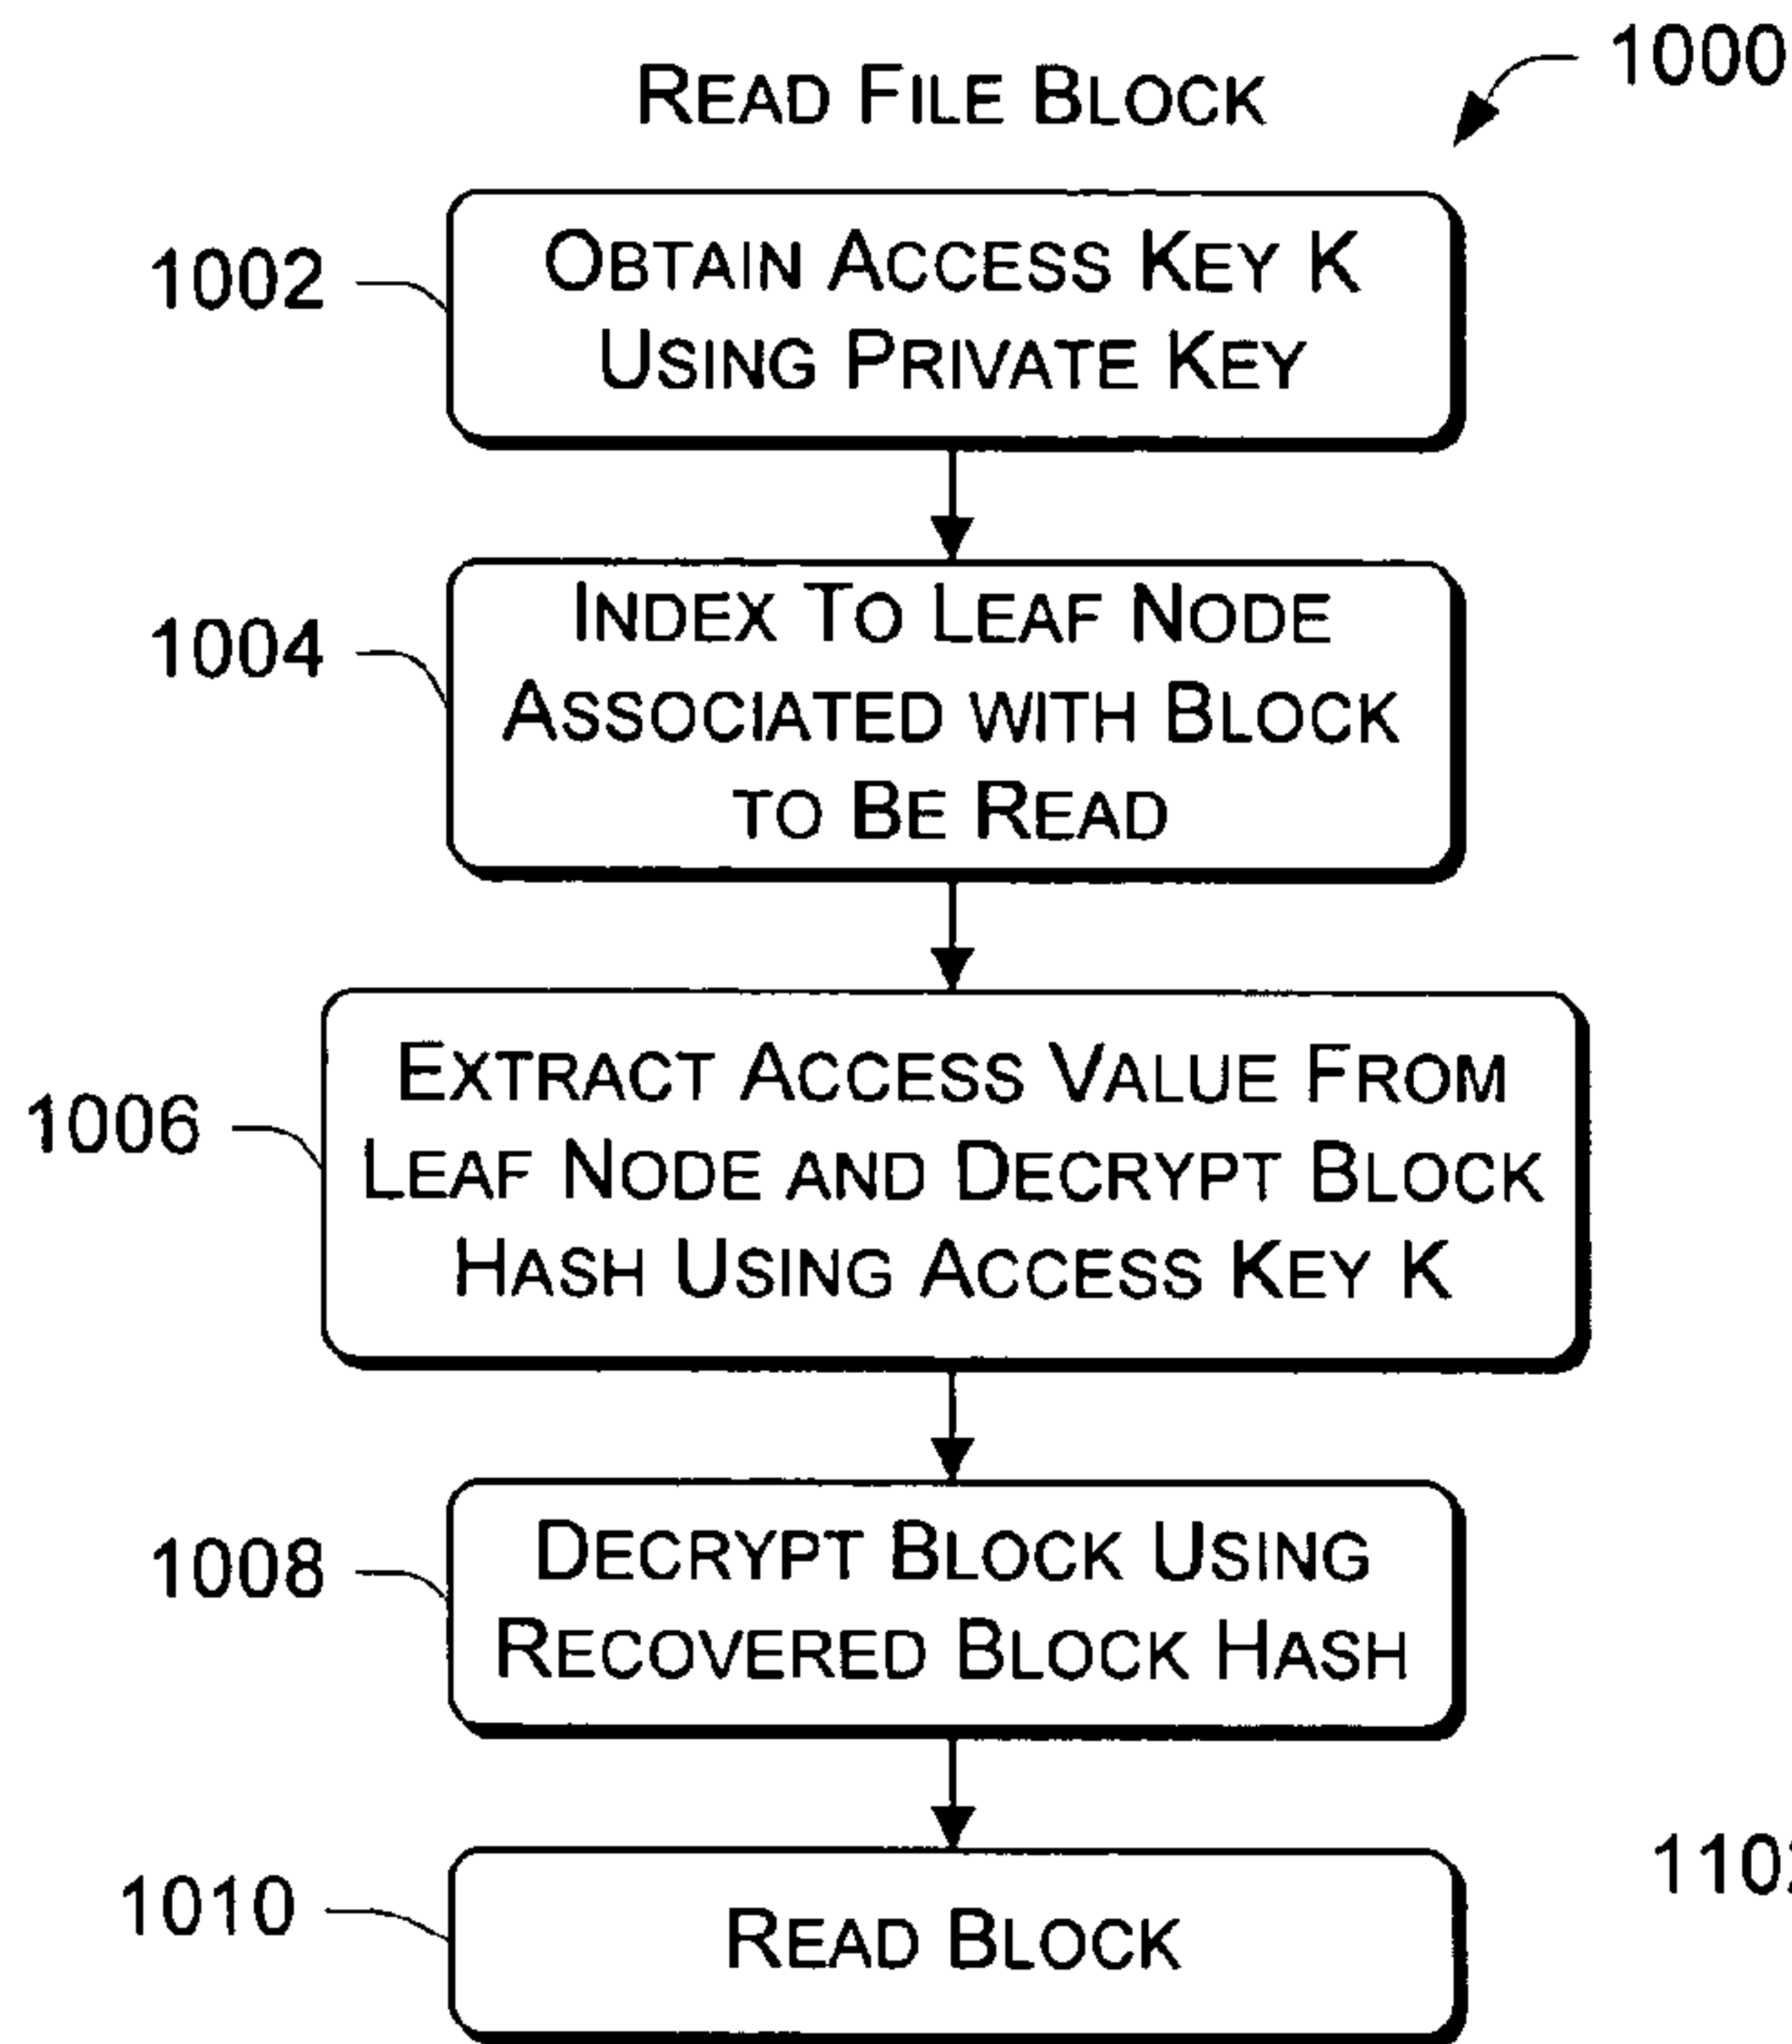 1000
READ FILE BLOCK
1002
OBTAIN ACCESS KEY K
USING PRIVATE KEY
1004
INDEX TO LEAF NODE
ASSOCIATED WITH BLOCK
TO BE READ
1006
EXTRACT ACCESS VALUE FROM
LEAF NODE AND DECRYPT BLOCK
HASH USING ACCESS KEY K
1008
DECRYPT BLOCK USING
RECOVERED BLOCK HASH
1010
READ BLOCK